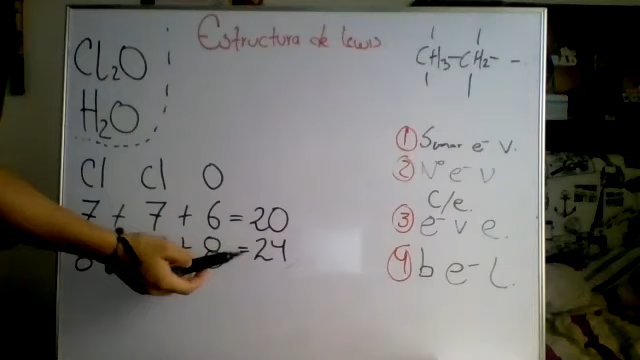 Estructura de lewis
Cl₂O
H₂O
CH₃-CH₂- -
Cl Cl O
7 + 7 + 6 = 20
8 + 8 = 24
① Sumar e⁻ v.
② Nº e⁻ v
c/e.
③ e⁻ v e.
④ b e⁻ L